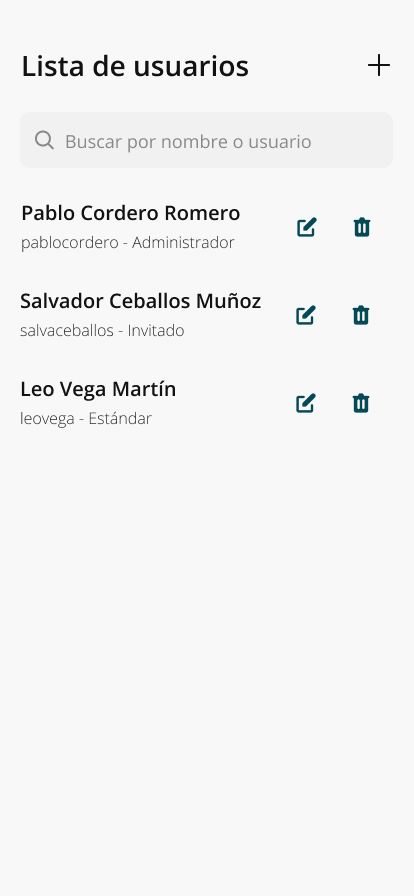 Lista de usuarios
Buscar por nombre o usuario
Pablo Cordero Romero
pablocordero - Administrador
Salvador Ceballos Muñoz
salvaceballos - Invitado
Leo Vega Martín
leovega - Estándar